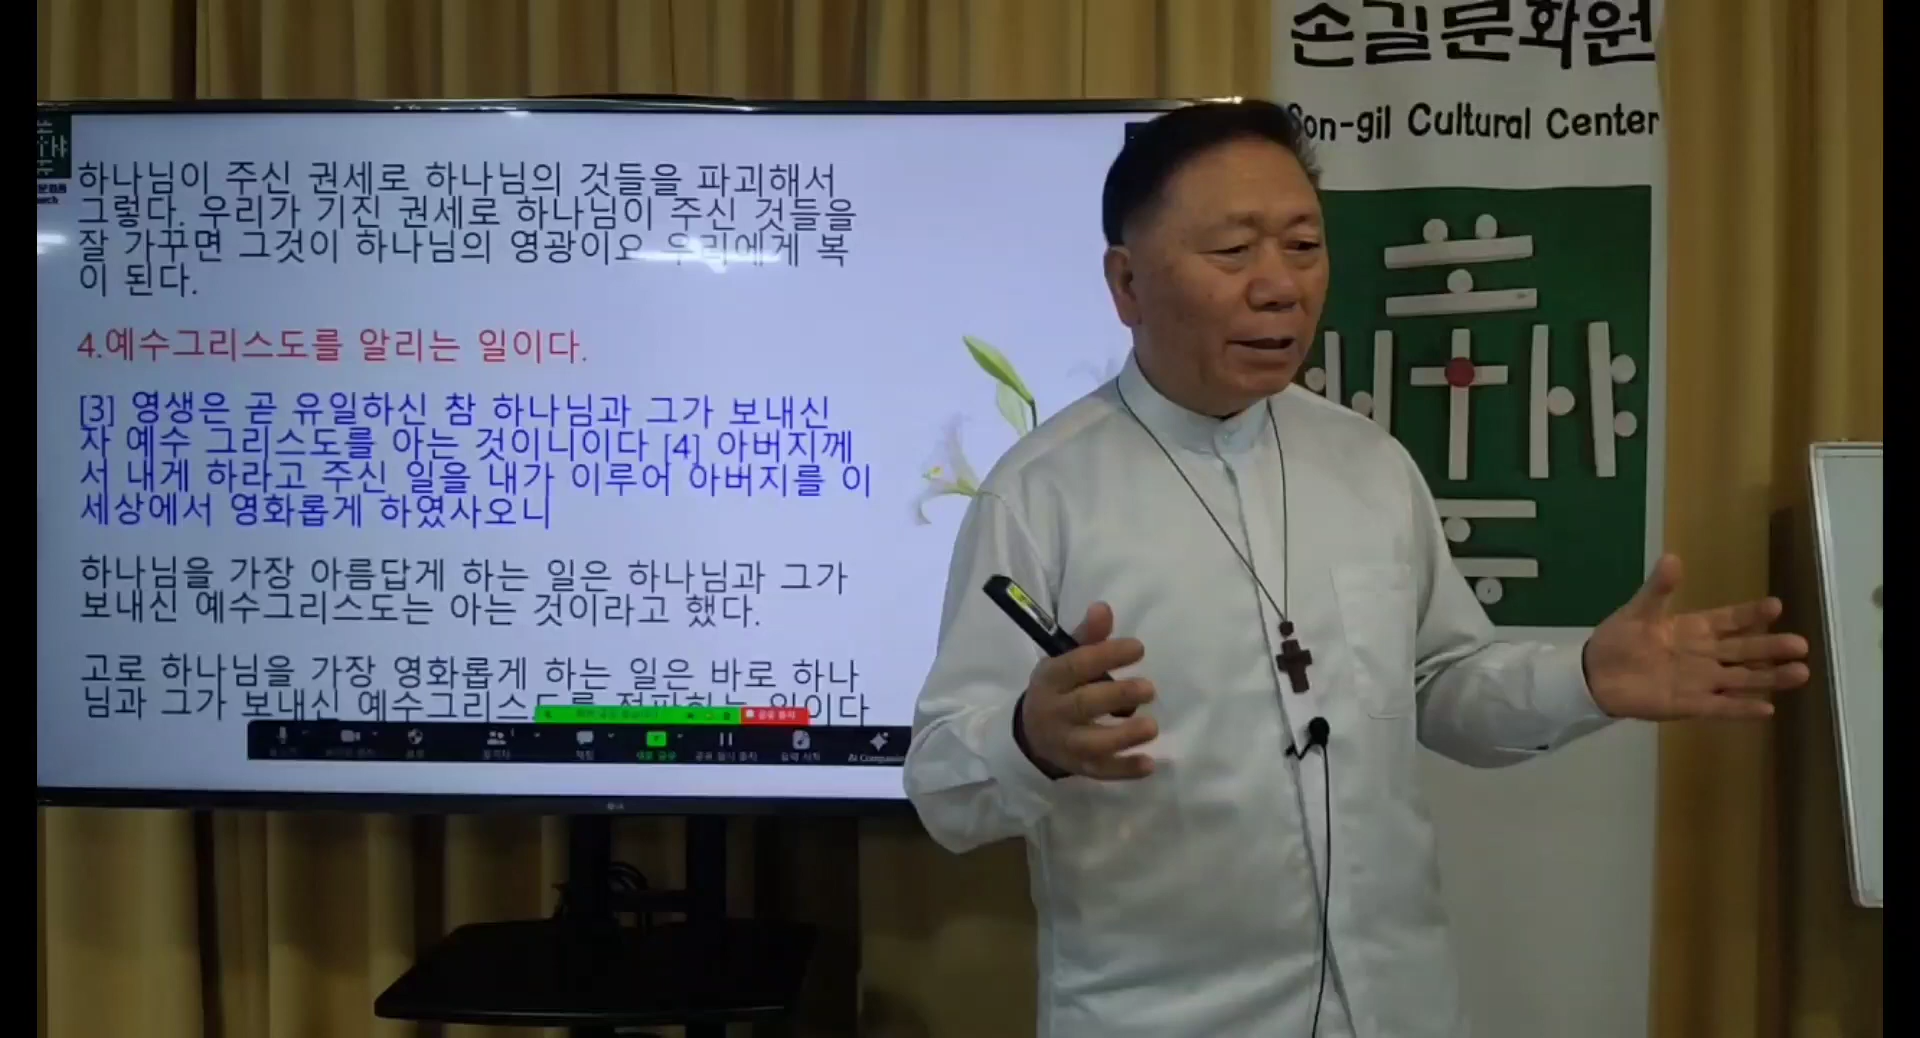 손길문화원
Son-gil Cultural Center
하나님이 주신 권세로 하나님의 것들을 파괴해서
그렇다. 우리가 기진 권세로 하나님이 주신 것들을
잘 가꾸면 그것이 하나님의 영광이요 우리에게 복
이 된다.
4.예수그리스도를 알리는 일이다.
[3] 영생은 곧 유일하신 참 하나님과 그가 보내신
자 예수 그리스도를 아는 것이니이다 [4] 아버지께
서 내게 하라고 주신 일을 내가 이루어 아버지를 이
세상에서 영화롭게 하였사오니
하나님을 가장 아름답게 하는 일은 하나님과 그가
보내신 예수그리스도는 아는 것이라고 했다.
고로 하나님을 가장 영화롭게 하는 일은 바로 하나
님과 그가 보내신 예수그리스도를 전파하는 일이다
새로 공유
AI Companion
LG